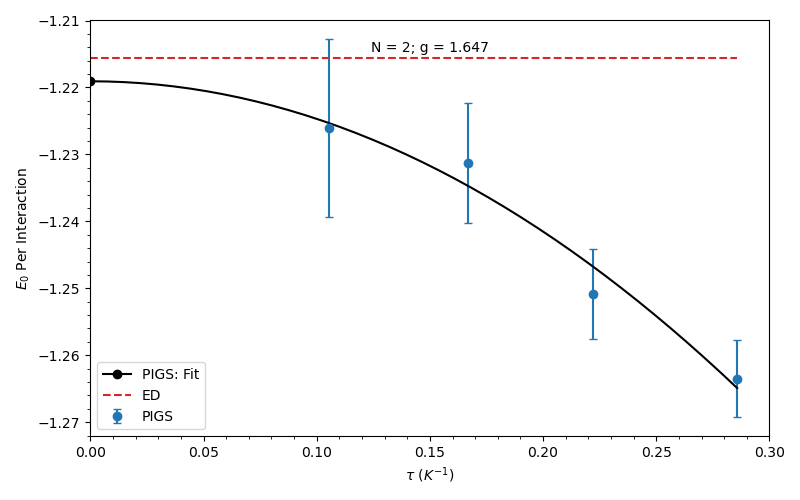 −1.21
−1.22
−1.23
−1.24
−1.25
−1.26
−1.27
E₀ Per Interaction
N = 2; g = 1.647
PIGS: Fit
ED
PIGS
0.00 0.05 0.10 0.15 0.20 0.25 0.30
τ (K⁻¹)